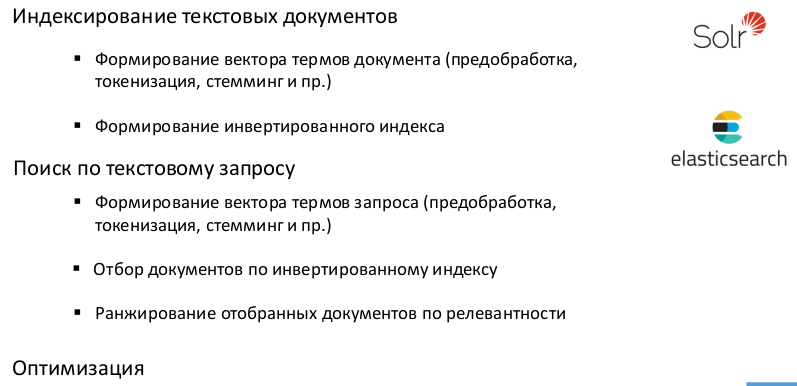 Индексирование текстовых документов
Solr
▪ Формирование вектора термов документа (предобработка,
токенизация, стемминг и пр.)
▪ Формирование инвертированного индекса
elasticsearch
Поиск по текстовому запросу
▪ Формирование вектора термов запроса (предобработка,
токенизация, стемминг и пр.)
▪ Отбор документов по инвертированному индексу
▪ Ранжирование отобранных документов по релевантности
Оптимизация